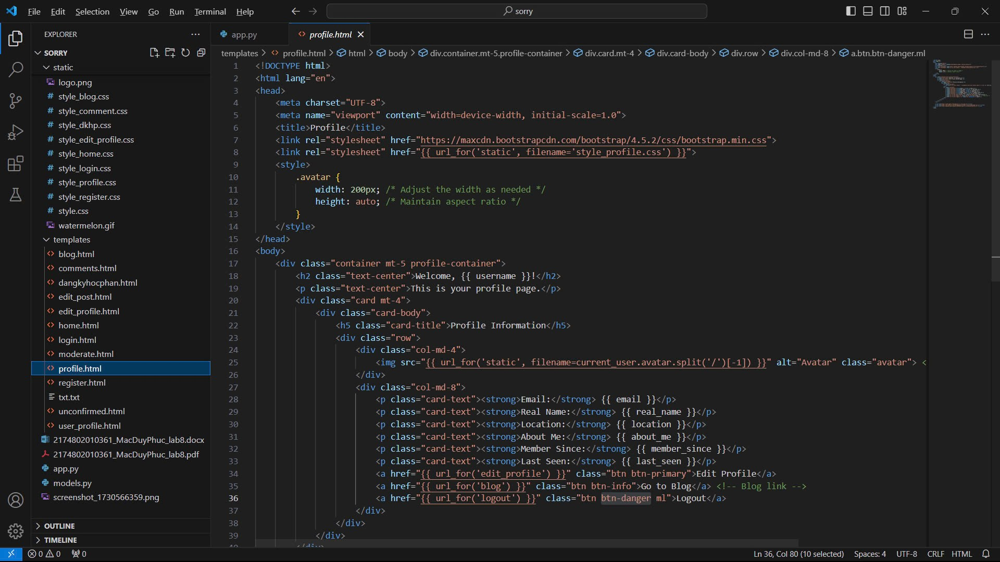 File Edit Selection View Go Run Terminal Help
sorry
EXPLORER
SORRY
static
logo.png
# style_blog.css
# style_comment.css
# style_dkhp.css
# style_edit_profile.css
# style_home.css
# style_login.css
# style_profile.css
# style_register.css
# style.css
watermelon.gif
templates
<> blog.html
<> comments.html
<> dangkyhocphan.html
<> edit_post.html
<> edit_profile.html
<> home.html
<> login.html
<> moderate.html
<> profile.html
<> register.html
txt.txt
<> unconfirmed.html
<> user_profile.html
2174802010361_MacDuyPhuc_lab8.docx
2174802010361_MacDuyPhuc_lab8.pdf
app.py
models.py
screenshot_1730566359.png
OUTLINE
TIMELINE
app.py
<> profile.html
templates > <> profile.html > html > body > div.container.mt-5.profile-container > div.card.mt-4 > div.card-body > div.row > div.col-md-8 > a.btn.btn-danger.ml
1 <!DOCTYPE html>
2 <html lang="en">
3 <head>
4 <meta charset="UTF-8">
5 <meta name="viewport" content="width=device-width, initial-scale=1.0">
6 <title>Profile</title>
7 <link rel="stylesheet" href="https://maxcdn.bootstrapcdn.com/bootstrap/4.5.2/css/bootstrap.min.css">
8 <link rel="stylesheet" href="{{ url_for('static', filename='style_profile.css') }}">
9 <style>
10 .avatar {
11 width: 200px; /* Adjust the width as needed */
12 height: auto; /* Maintain aspect ratio */
13 }
14 </style>
15 </head>
16 <body>
17 <div class="container mt-5 profile-container">
18 <h2 class="text-center">Welcome, {{ username }}!</h2>
19 <p class="text-center">This is your profile page.</p>
20 <div class="card mt-4">
21 <div class="card-body">
22 <h5 class="card-title">Profile Information</h5>
23 <div class="row">
24 <div class="col-md-4">
25 <img src="{{ url_for('static', filename=current_user.avatar.split('/')[-1]) }}" alt="Avatar" class="avatar"> <
26 </div>
27 <div class="col-md-8">
28 <p class="card-text"><strong>Email:</strong> {{ email }}</p>
29 <p class="card-text"><strong>Real Name:</strong> {{ real_name }}</p>
30 <p class="card-text"><strong>Location:</strong> {{ location }}</p>
31 <p class="card-text"><strong>About Me:</strong> {{ about_me }}</p>
32 <p class="card-text"><strong>Member Since:</strong> {{ member_since }}</p>
33 <p class="card-text"><strong>Last Seen:</strong> {{ last_seen }}</p>
34 <a href="{{ url_for('edit_profile') }}" class="btn btn-primary">Edit Profile</a>
35 <a href="{{ url_for('blog') }}" class="btn btn-info">Go to Blog</a> <!-- Blog link -->
36 <a href="{{ url_for('logout') }}" class="btn btn-danger ml">Logout</a>
37 </div>
38 </div>
39 </div>
40 </div>
0 0 0
Ln 36, Col 80 (10 selected) Spaces: 4 UTF-8 CRLF HTML